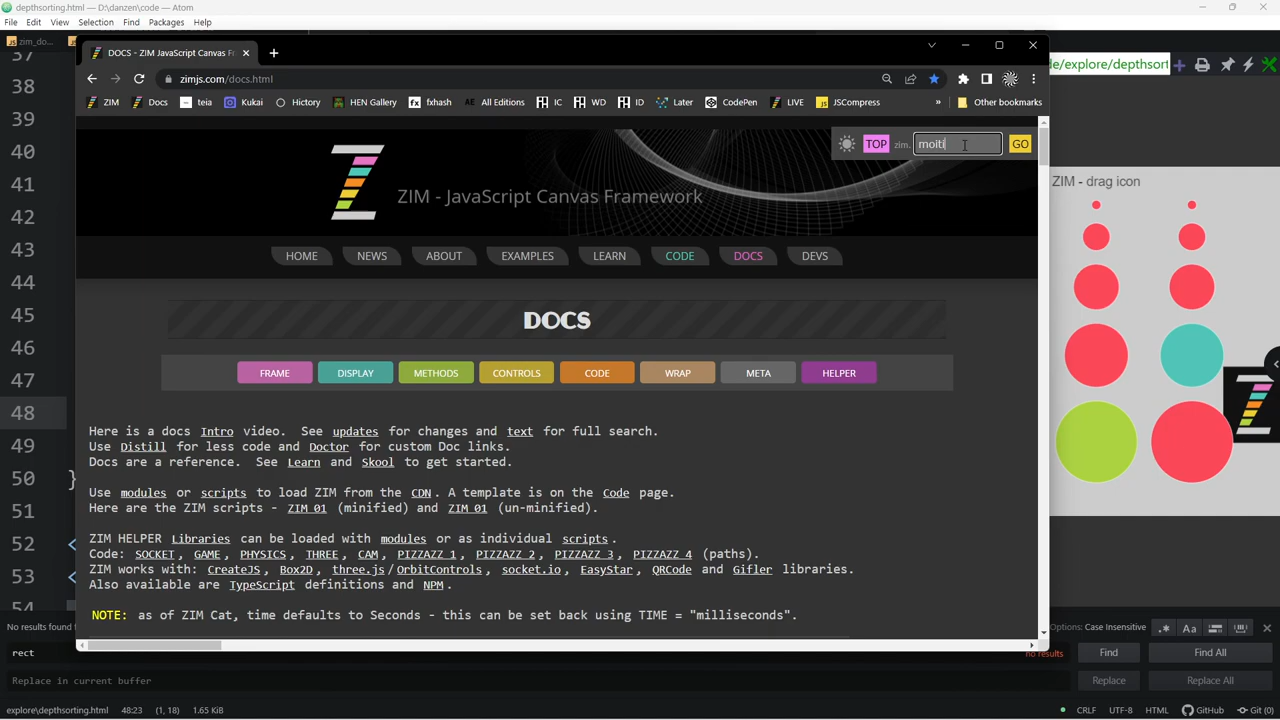 depthsorting.html — D:\danzen\code — Atom
File Edit View Selection Find Packages Help
zim_do...
DOCS - ZIM JavaScript Canvas F
zimjs.com/docs.html
de/explore/depthsort
ZIM Docs teia Kukai Hictory HEN Gallery fxhash AE All Editions IC WD ID Later CodePen LIVE JSCompress » Other bookmarks
TOP zim. moiti GO
ZIM - JavaScript Canvas Framework
HOME NEWS ABOUT EXAMPLES LEARN CODE DOCS DEVS
DOCS
FRAME DISPLAY METHODS CONTROLS CODE WRAP META HELPER
Here is a docs Intro video. See updates for changes and text for full search.
Use Distill for less code and Doctor for custom Doc links.
Docs are a reference. See Learn and Skool to get started.
Use modules or scripts to load ZIM from the CDN. A template is on the Code page.
Here are the ZIM scripts - ZIM 01 (minified) and ZIM 01 (un-minified).
ZIM HELPER Libraries can be loaded with modules or as individual scripts.
Code: SOCKET, GAME, PHYSICS, THREE, CAM, PIZZAZZ 1, PIZZAZZ 2, PIZZAZZ 3, PIZZAZZ 4 (paths).
ZIM works with: CreateJS, Box2D, three.js/OrbitControls, socket.io, EasyStar, QRCode and Gifler libraries.
Also available are TypeScript definitions and NPM.
NOTE: as of ZIM Cat, time defaults to Seconds - this can be set back using TIME = "milliseconds".
ZIM - drag icon
37
38
39
40
41
42
43
44
45
46
47
48
49
50 }
51
52 <
53 <
54
No results found f
Options: Case Insensitive
.* Aa
rect
no results
Find Find All
Replace in current buffer
Replace Replace All
explore\depthsorting.html 48:23 (1, 18) 1.65 KiB
CRLF UTF-8 HTML GitHub Git (0)